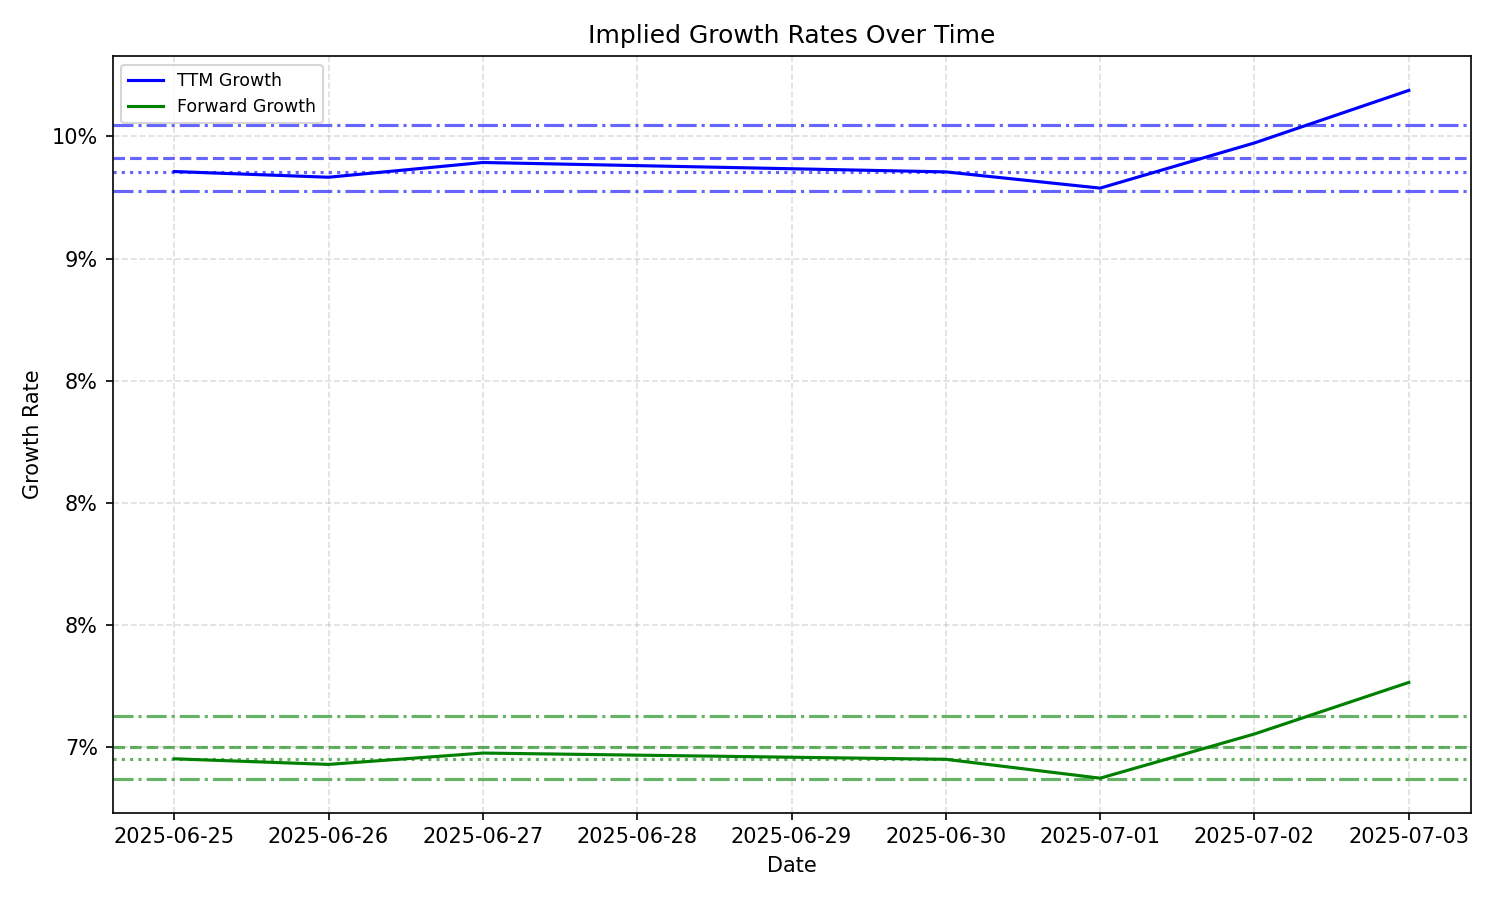 Implied Growth Rates Over Time
TTM Growth
Forward Growth
10%
9%
8%
8%
8%
7%
Growth Rate
2025-06-25 2025-06-26 2025-06-27 2025-06-28 2025-06-29 2025-06-30 2025-07-01 2025-07-02 2025-07-03
Date